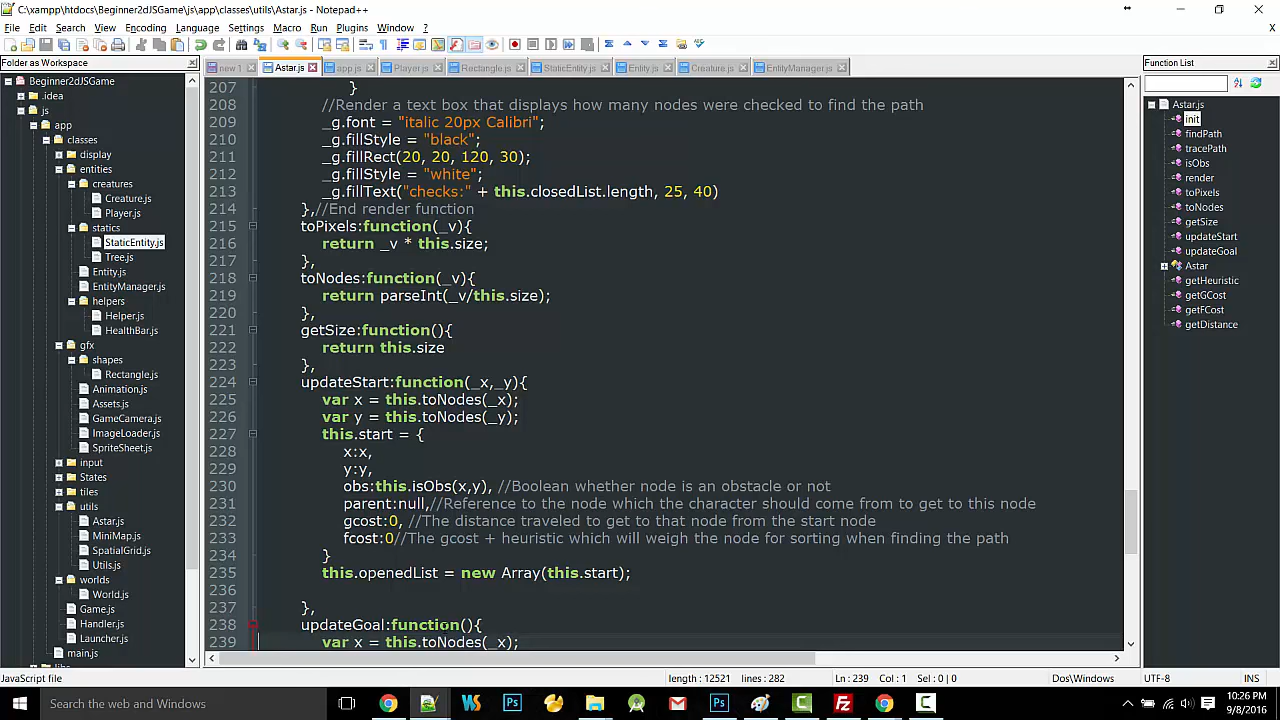 C:\xampp\htdocs\Beginner2dJSGame\js\app\classes\utils\Astar.js - Notepad++
File Edit Search View Encoding Language Settings Macro Run Plugins Window ?
X
Folder as Workspace
Beginner2dJSGame
.idea
js
app
classes
display
entities
creatures
Creature.js
Player.js
statics
StaticEntity.js
Tree.js
Entity.js
EntityManager.js
helpers
Helper.js
HealthBar.js
gfx
shapes
Rectangle.js
Animation.js
Assets.js
GameCamera.js
ImageLoader.js
SpriteSheet.js
input
States
tiles
utils
Astar.js
MiniMap.js
SpatialGrid.js
Utils.js
worlds
World.js
Game.js
Handler.js
Launcher.js
main.js
new 1 Astar.js app.js Player.js Rectangle.js StaticEntity.js Entity.js Creature.js EntityManager.js
207 }
208 //Render a text box that displays how many nodes were checked to find the path
209 _g.font = "italic 20px Calibri";
210 _g.fillStyle = "black";
211 _g.fillRect(20, 20, 120, 30);
212 _g.fillStyle = "white";
213 _g.fillText("checks:" + this.closedList.length, 25, 40)
214 },//End render function
215 toPixels:function(_v){
216 return _v * this.size;
217 },
218 toNodes:function(_v){
219 return parseInt(_v/this.size);
220 },
221 getSize:function(){
222 return this.size
223 },
224 updateStart:function(_x,_y){
225 var x = this.toNodes(_x);
226 var y = this.toNodes(_y);
227 this.start = {
228 x:x,
229 y:y,
230 obs:this.isObs(x,y), //Boolean whether node is an obstacle or not
231 parent:null,//Reference to the node which the character should come from to get to this node
232 gcost:0, //The distance traveled to get to that node from the start node
233 fcost:0//The gcost + heuristic which will weigh the node for sorting when finding the path
234 }
235 this.openedList = new Array(this.start);
236
237 },
238 updateGoal:function(){
239 var x = this.toNodes(_x);
Function List
Astar.js
init
findPath
tracePath
isObs
render
toPixels
toNodes
getSize
updateStart
updateGoal
Astar
getHeuristic
getGCost
getFCost
getDistance
JavaScript file length : 12521 lines : 282 Ln : 239 Col : 1 Sel : 0 | 0 Dos\Windows UTF-8 INS
Search the web and Windows
10:26 PM
9/8/2016